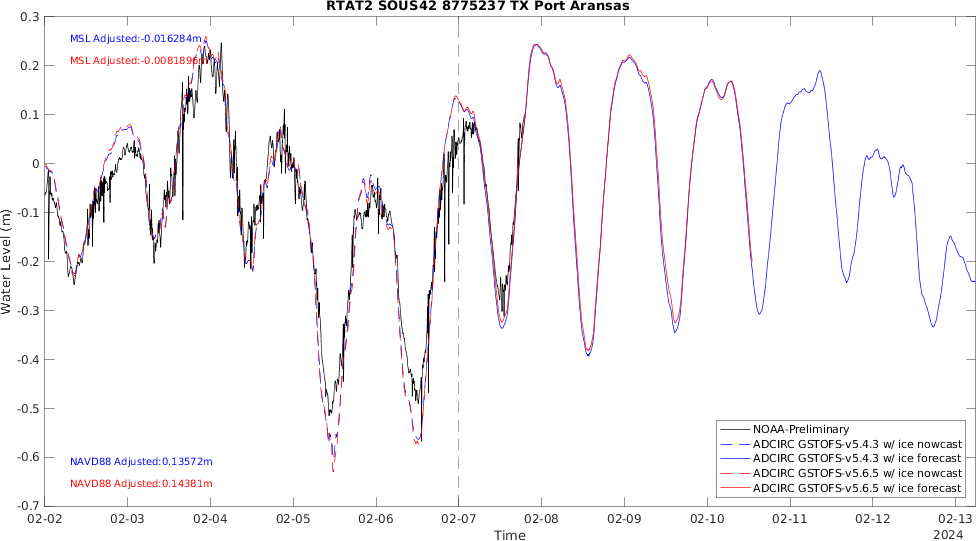 RTAT2 SOUS42 8775237 TX Port Aransas
0.3
0.2
0.1
0
-0.1
-0.2
-0.3
-0.4
-0.5
-0.6
-0.7
Water Level (m)
MSL Adjusted:-0.016284m
MSL Adjusted:-0.0081896m
NAVD88 Adjusted:0.13572m
NAVD88 Adjusted:0.14381m
NOAA-Preliminary
ADCIRC GSTOFS-v5.4.3 w/ ice nowcast
ADCIRC GSTOFS-v5.4.3 w/ ice forecast
ADCIRC GSTOFS-v5.6.5 w/ ice nowcast
ADCIRC GSTOFS-v5.6.5 w/ ice forecast
02-02 02-03 02-04 02-05 02-06 02-07 02-08 02-09 02-10 02-11 02-12 02-13
Time
2024